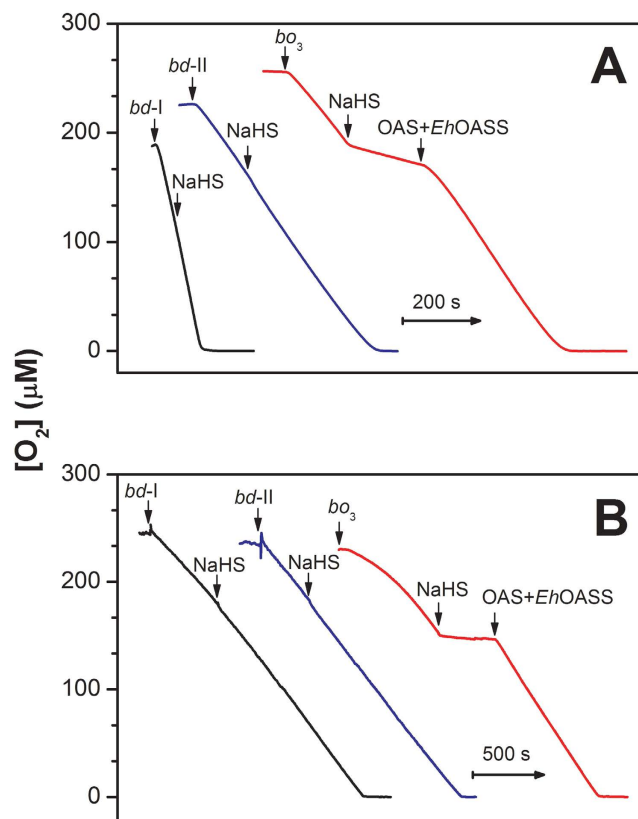 300
200
100
0
A
bd-I
NaHS
bd-II
NaHS
bo₃
NaHS
OAS+EhOASS
200 s
[O₂] (μM)
300
200
100
0
B
bd-I
NaHS
bd-II
NaHS
bo₃
NaHS
OAS+EhOASS
500 s